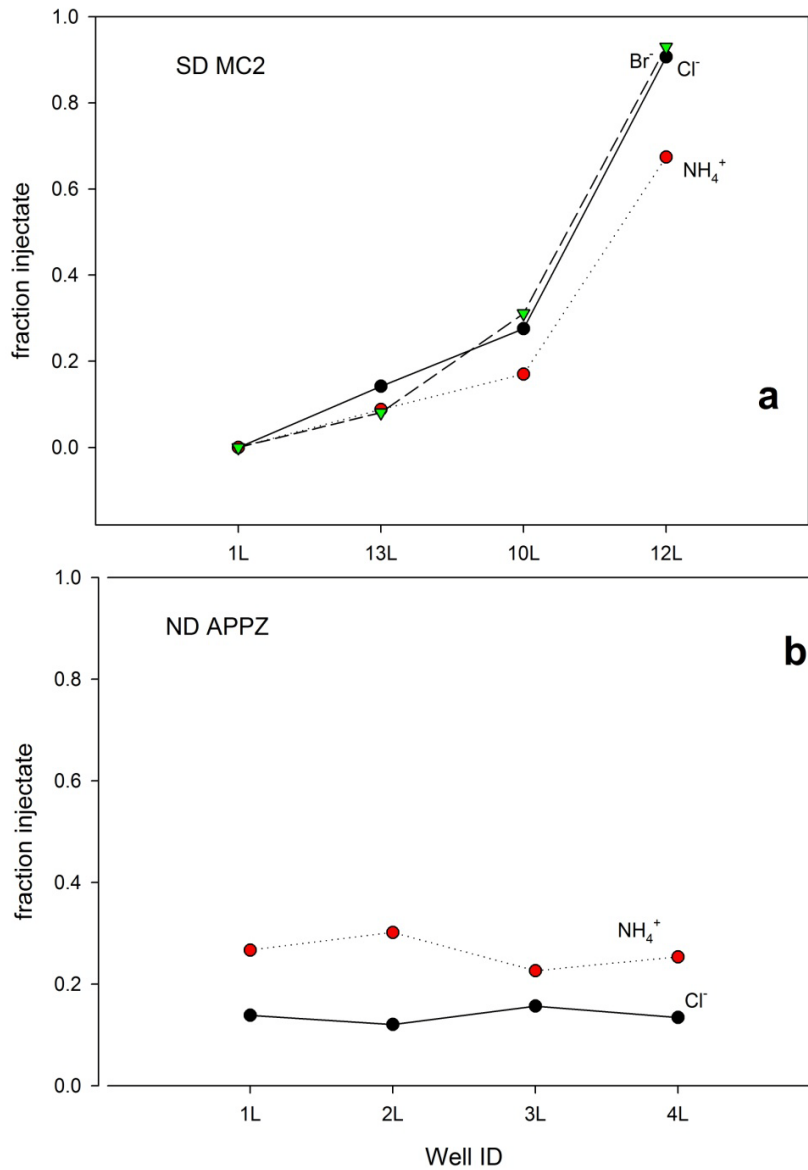 1.0
SD MC2
Br⁻
Cl⁻
0.8
NH₄⁺
0.6
fraction injectate
0.4
0.2
a
0.0
1L 13L 10L 12L
1.0
ND APPZ
b
0.8
0.6
fraction injectate
0.4
NH₄⁺
0.2
Cl⁻
0.0
1L 2L 3L 4L
Well ID